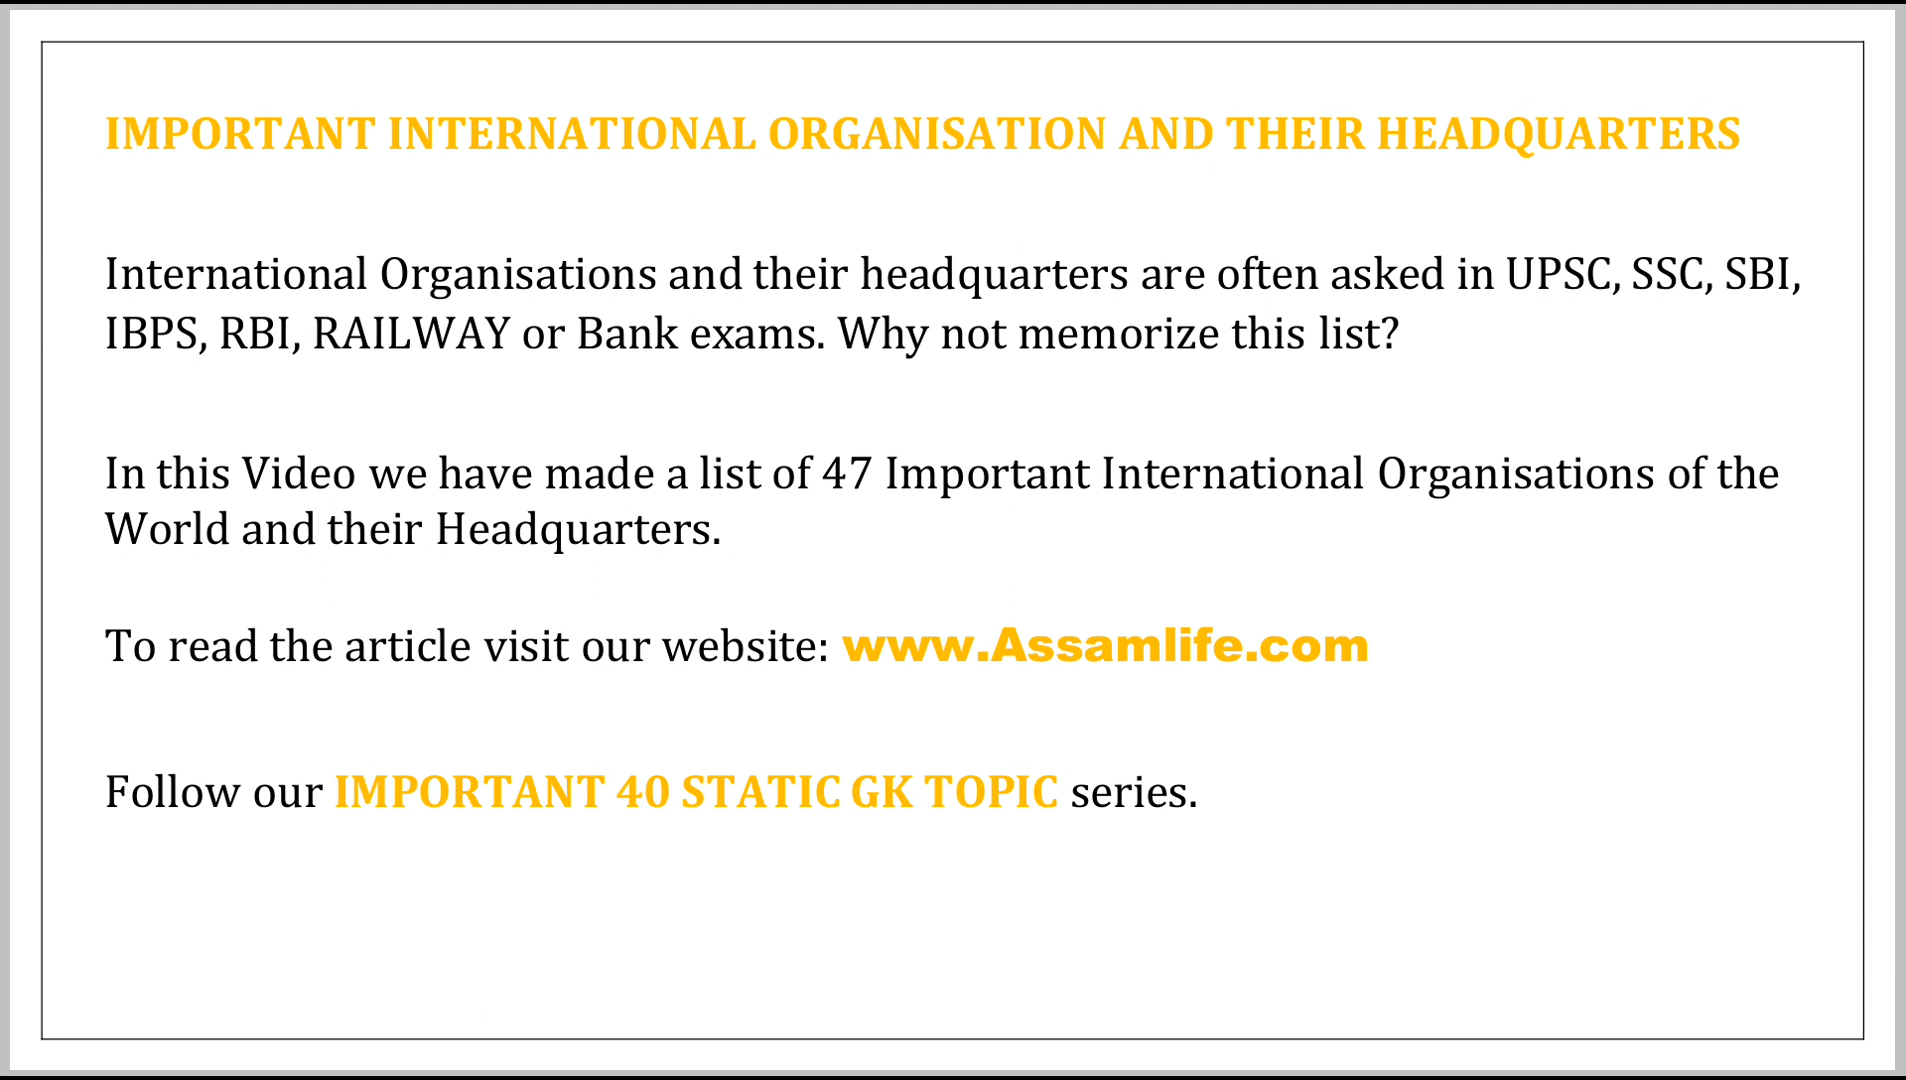 IMPORTANT INTERNATIONAL ORGANISATION AND THEIR HEADQUARTERS
International Organisations and their headquarters are often asked in UPSC, SSC, SBI,
IBPS, RBI, RAILWAY or Bank exams. Why not memorize this list?
In this Video we have made a list of 47 Important International Organisations of the
World and their Headquarters.
To read the article visit our website: www.Assamlife.com
Follow our IMPORTANT 40 STATIC GK TOPIC series.